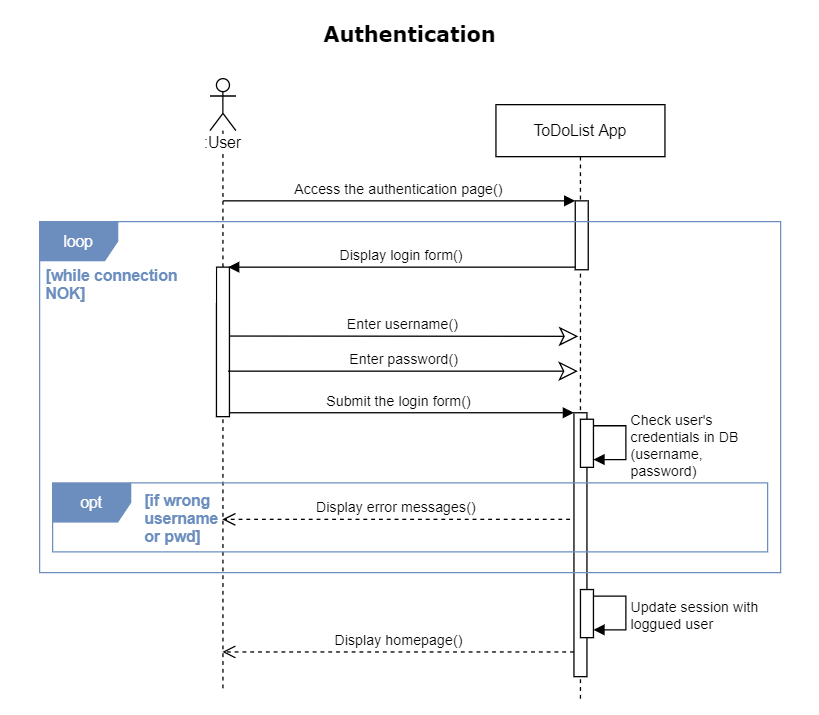 Authentication
:User
ToDoList App
Access the authentication page()
loop
Display login form()
[while connection
NOK]
Enter username()
Enter password()
Submit the login form()
Check user's
credentials in DB
(username,
password)
opt
[if wrong
username
or pwd]
Display error messages()
Update session with
loggued user
Display homepage()